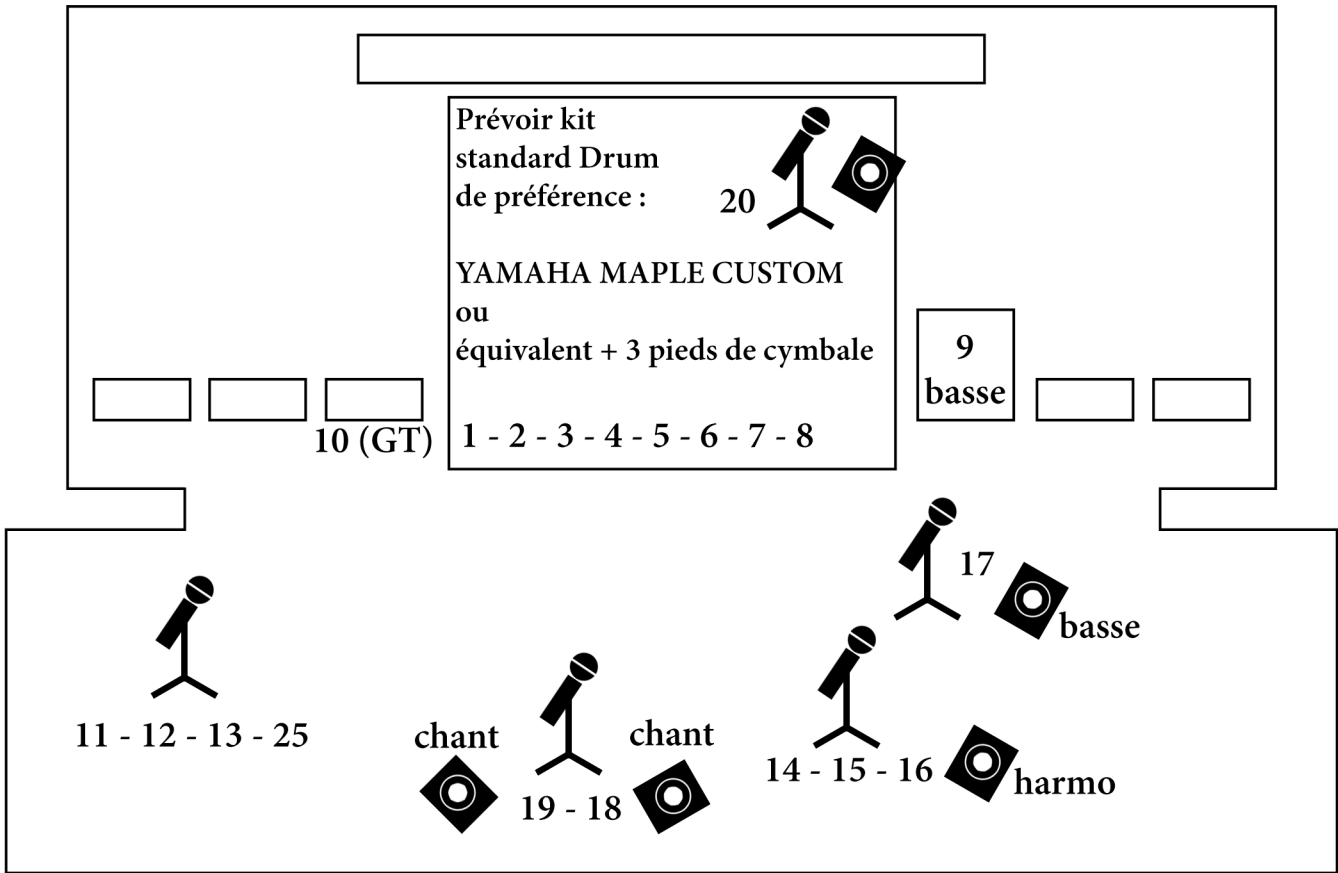 Prévoir kit
standard Drum
de préférence :
20
YAMAHA MAPLE CUSTOM
ou
équivalent + 3 pieds de cymbale
1 - 2 - 3 - 4 - 5 - 6 - 7 - 8
9
basse
10 (GT)
17
basse
11 - 12 - 13 - 25
chant
chant
19 - 18
14 - 15 - 16
harmo